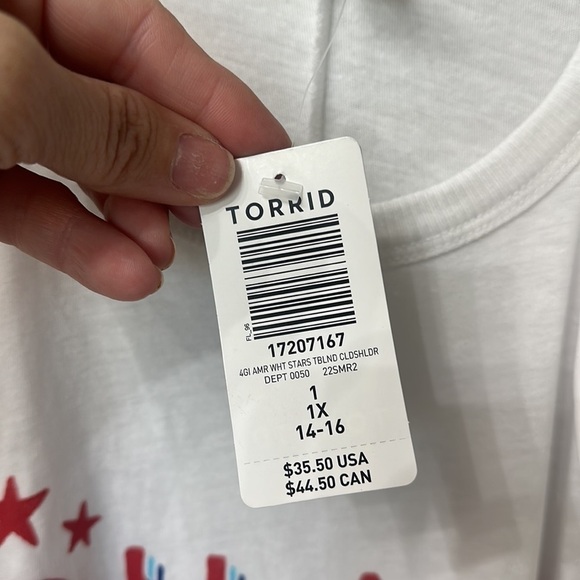 TORRID
FL_96
17207167
4GI AMR WHT STARS TBLND CLDSHLDR
DEPT 0050 22SMR2
1
1X
14-16
$35.50 USA
$44.50 CAN